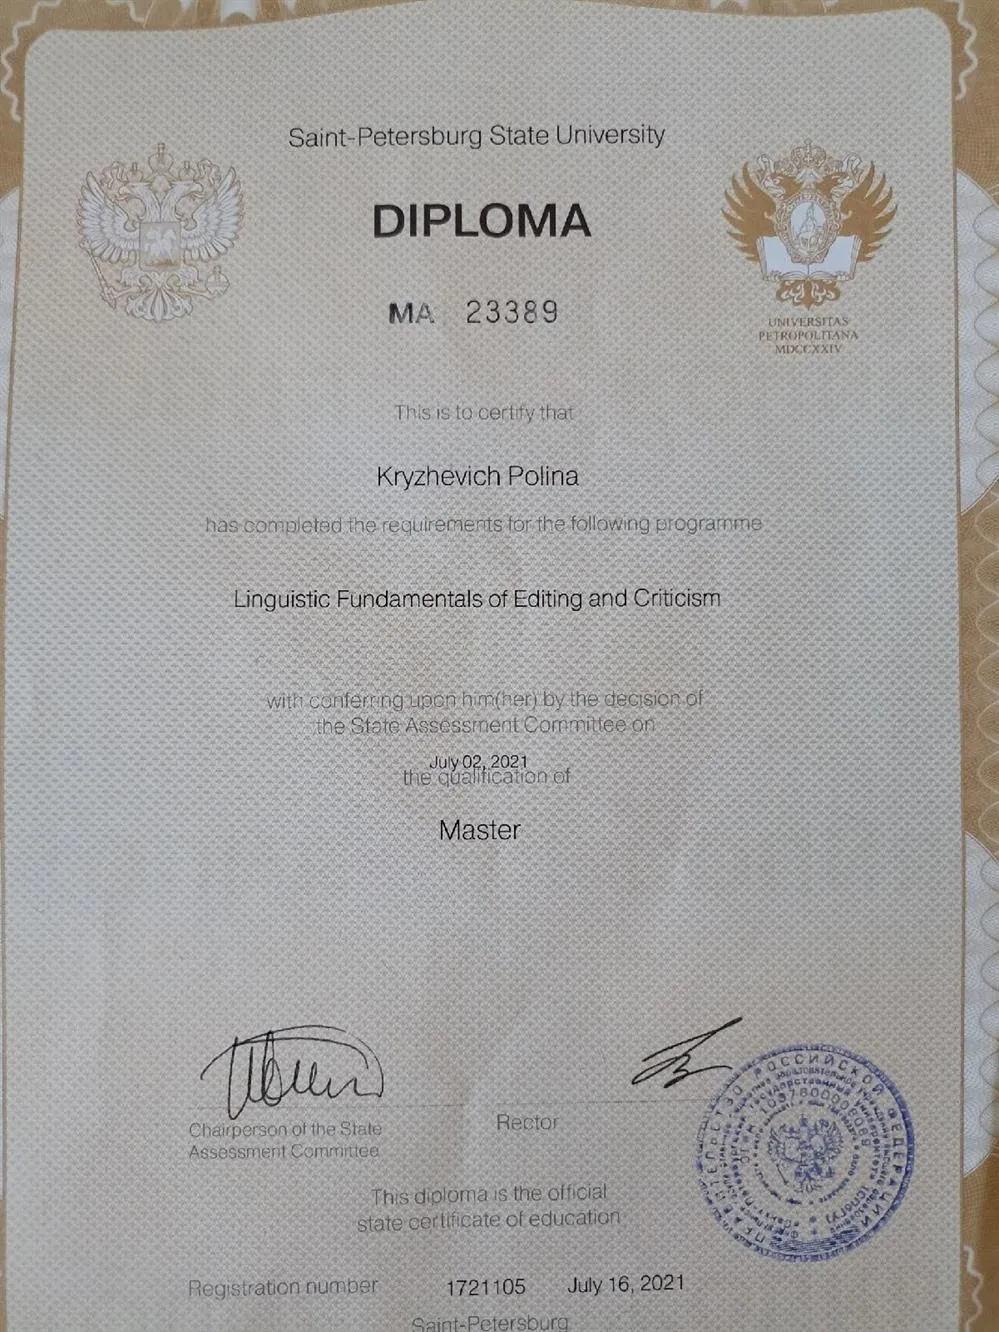 Saint-Petersburg State University
DIPLOMA
MA 23389
UNIVERSITAS
PETROPOLITANA
MDCCXXIV
This is to certify that
Kryzhevich Polina
has completed the requirements for the following programme
Linguistic Fundamentals of Editing and Criticism
with conferring upon him(her) by the decision of
the State Assessment Committee on
July 02, 2021
the qualification of
Master
Chairperson of the State
Assessment Committee
Rector
This diploma is the official
state certificate of education
Registration number 1721105 July 16, 2021
Saint-Petersburg
ПРАВИТЕЛЬСТВО РОССИЙСКОЙ ФЕДЕРАЦИИ